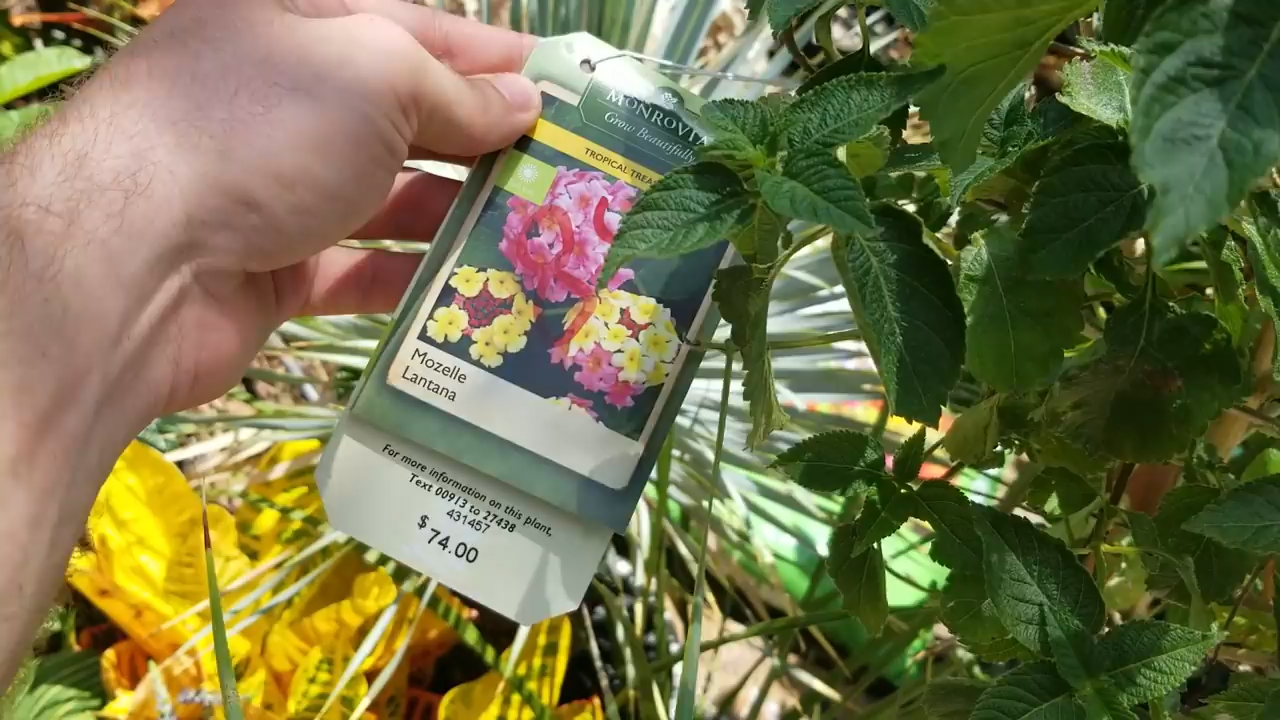 MONROVIA
Grow Beautifully
TROPICAL TREA
Mozelle
Lantana
For more information on this plant,
Text 00913 to 27438
431457
$74.00